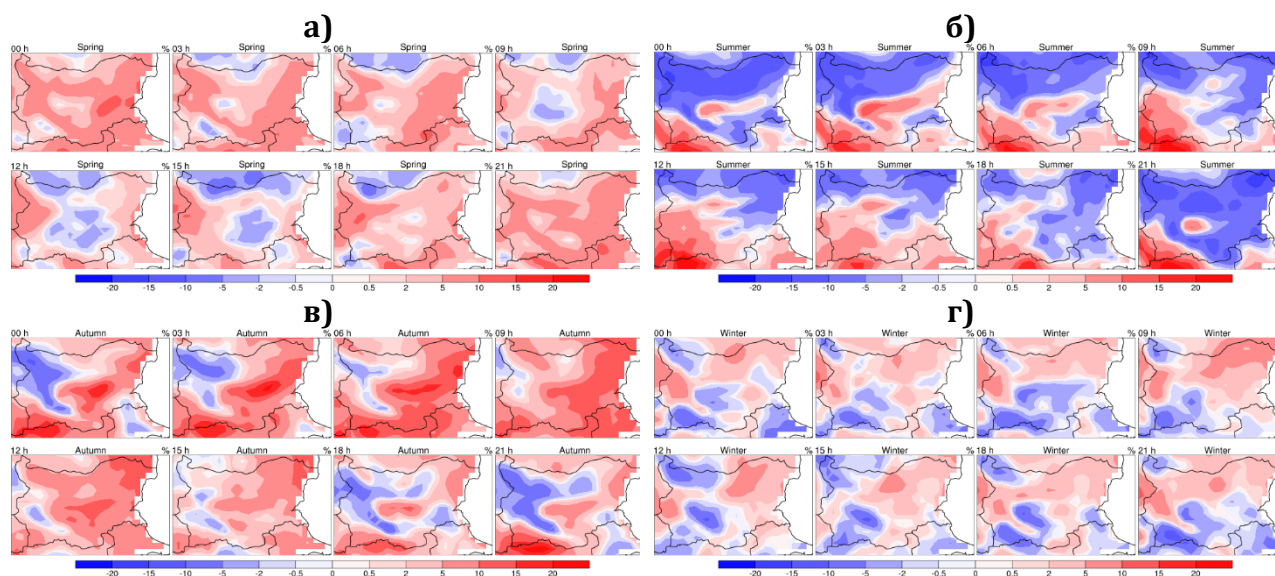 а)
00 h Spring % 03 h Spring % 06 h Spring % 09 h Spring %
12 h Spring % 15 h Spring % 18 h Spring % 21 h Spring %
-20 -15 -10 -5 -2 -0.5 0 0.5 2 5 10 15 20
б)
00 h Summer % 03 h Summer % 06 h Summer % 09 h Summer %
12 h Summer % 15 h Summer % 18 h Summer % 21 h Summer %
-20 -15 -10 -5 -2 -0.5 0 0.5 2 5 10 15 20
в)
00 h Autumn % 03 h Autumn % 06 h Autumn % 09 h Autumn %
12 h Autumn % 15 h Autumn % 18 h Autumn % 21 h Autumn %
-20 -15 -10 -5 -2 -0.5 0 0.5 2 5 10 15 20
г)
00 h Winter % 03 h Winter % 06 h Winter % 09 h Winter %
12 h Winter % 15 h Winter % 18 h Winter % 21 h Winter %
-20 -15 -10 -5 -2 -0.5 0 0.5 2 5 10 15 20